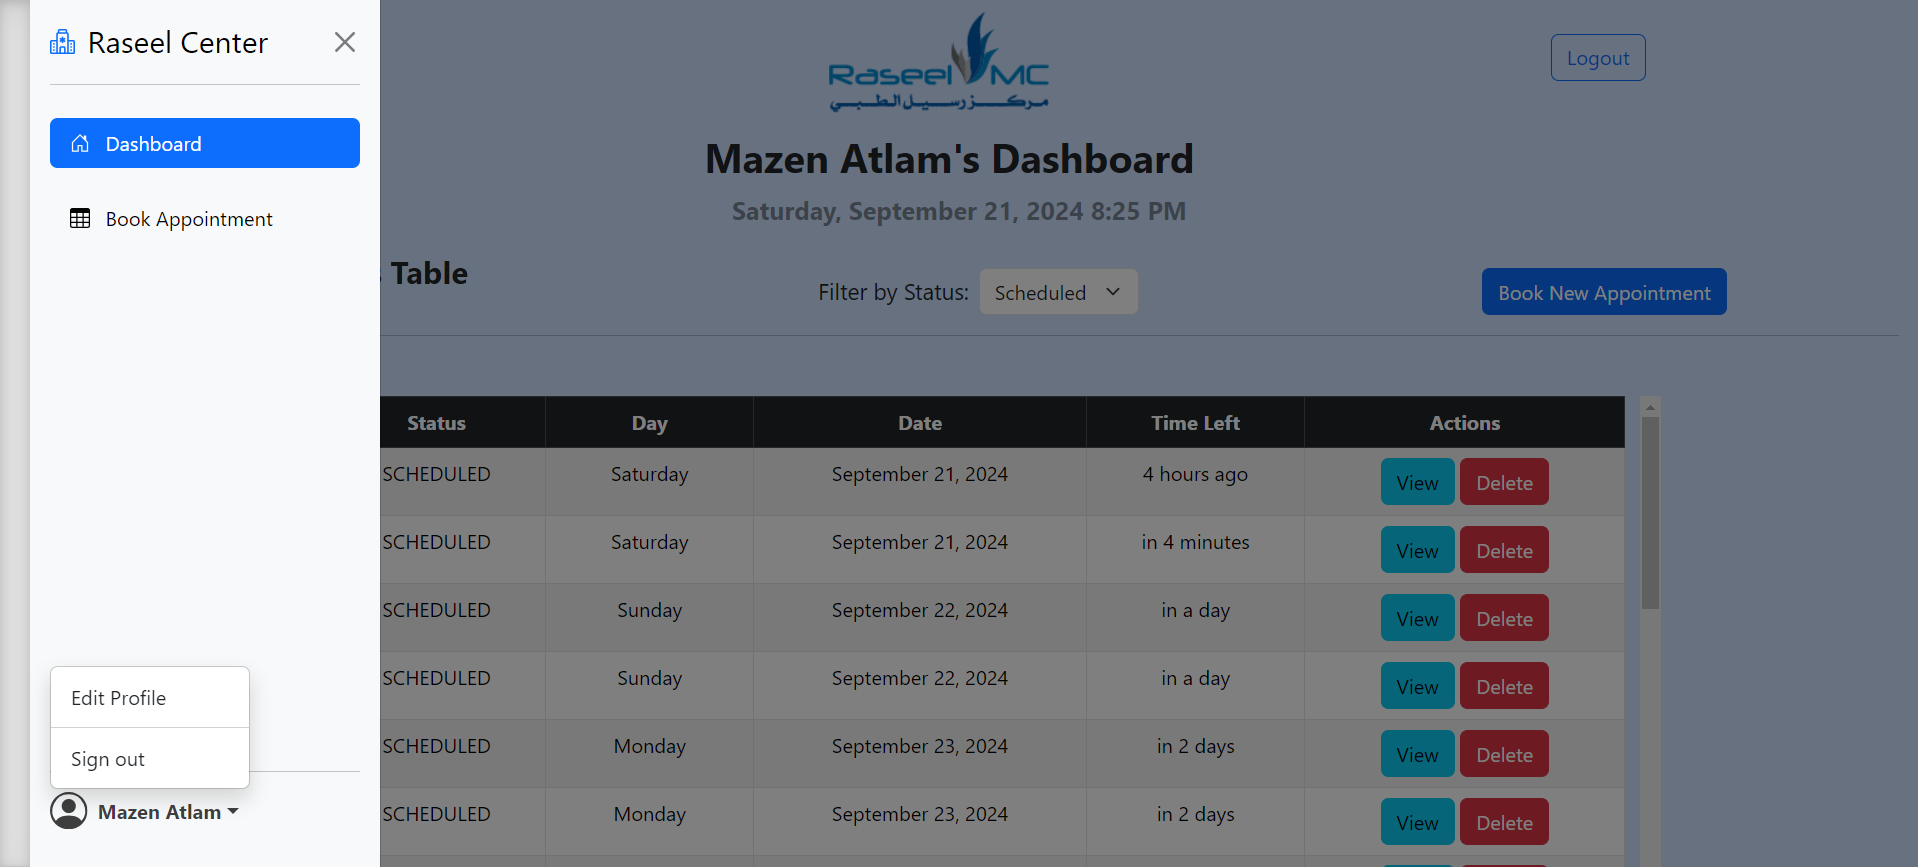 Raseel Center
Dashboard
Book Appointment
Edit Profile
Sign out
Mazen Atlam
Raseel MC
مركز رسيل الطبي
Logout
Mazen Atlam's Dashboard
Saturday, September 21, 2024 8:25 PM
Table
Filter by Status: Scheduled
Book New Appointment
Status Day Date Time Left Actions
SCHEDULED Saturday September 21, 2024 4 hours ago View Delete
SCHEDULED Saturday September 21, 2024 in 4 minutes View Delete
SCHEDULED Sunday September 22, 2024 in a day View Delete
SCHEDULED Sunday September 22, 2024 in a day View Delete
SCHEDULED Monday September 23, 2024 in 2 days View Delete
SCHEDULED Monday September 23, 2024 in 2 days View Delete